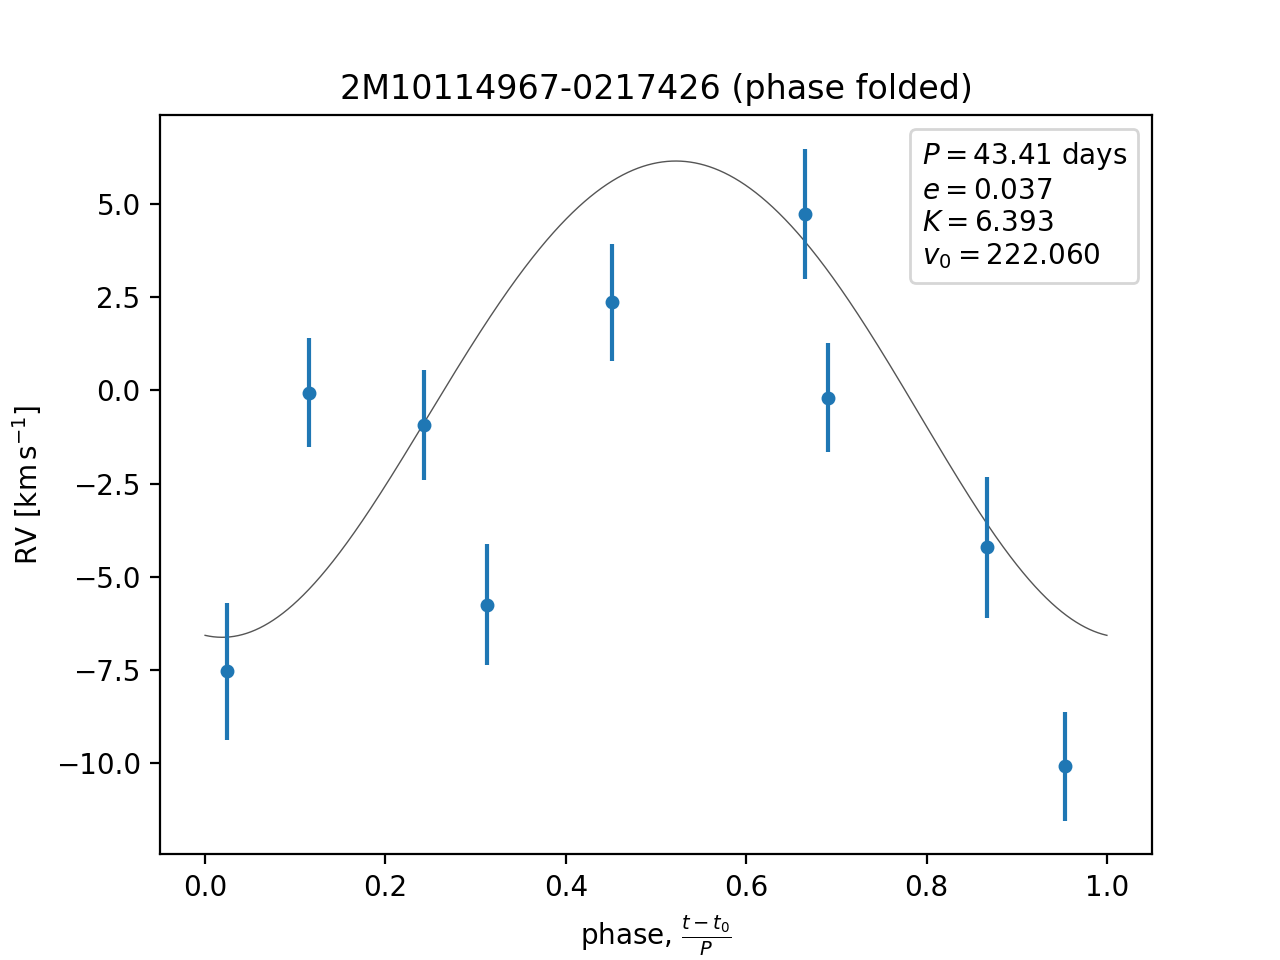 2M10114967-0217426 (phase folded)
P = 43.41 days
e = 0.037
K = 6.393
v₀ = 222.060
5.0
2.5
0.0
−2.5
−5.0
−7.5
−10.0
RV [km s⁻¹]
0.0 0.2 0.4 0.6 0.8 1.0
phase, (t − t₀)/P